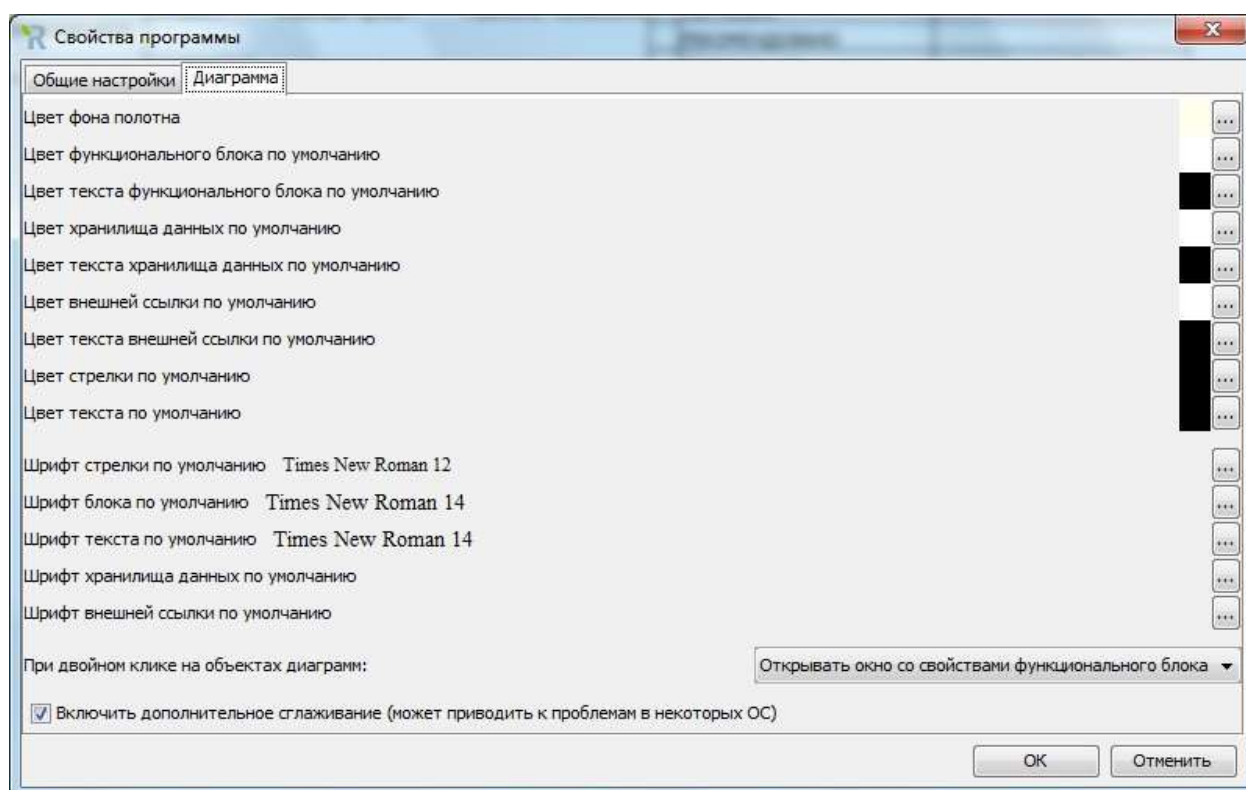 Свойства программы
Общие настройки Диаграмма
Цвет фона полотна ...
Цвет функционального блока по умолчанию ...
Цвет текста функционального блока по умолчанию ...
Цвет хранилища данных по умолчанию ...
Цвет текста хранилища данных по умолчанию ...
Цвет внешней ссылки по умолчанию ...
Цвет текста внешней ссылки по умолчанию ...
Цвет стрелки по умолчанию ...
Цвет текста по умолчанию ...
Шрифт стрелки по умолчанию Times New Roman 12 ...
Шрифт блока по умолчанию Times New Roman 14 ...
Шрифт текста по умолчанию Times New Roman 14 ...
Шрифт хранилища данных по умолчанию ...
Шрифт внешней ссылки по умолчанию ...
При двойном клике на объектах диаграмм: Открывать окно со свойствами функционального блока
Включить дополнительное сглаживание (может приводить к проблемам в некоторых ОС)
ОК Отменить